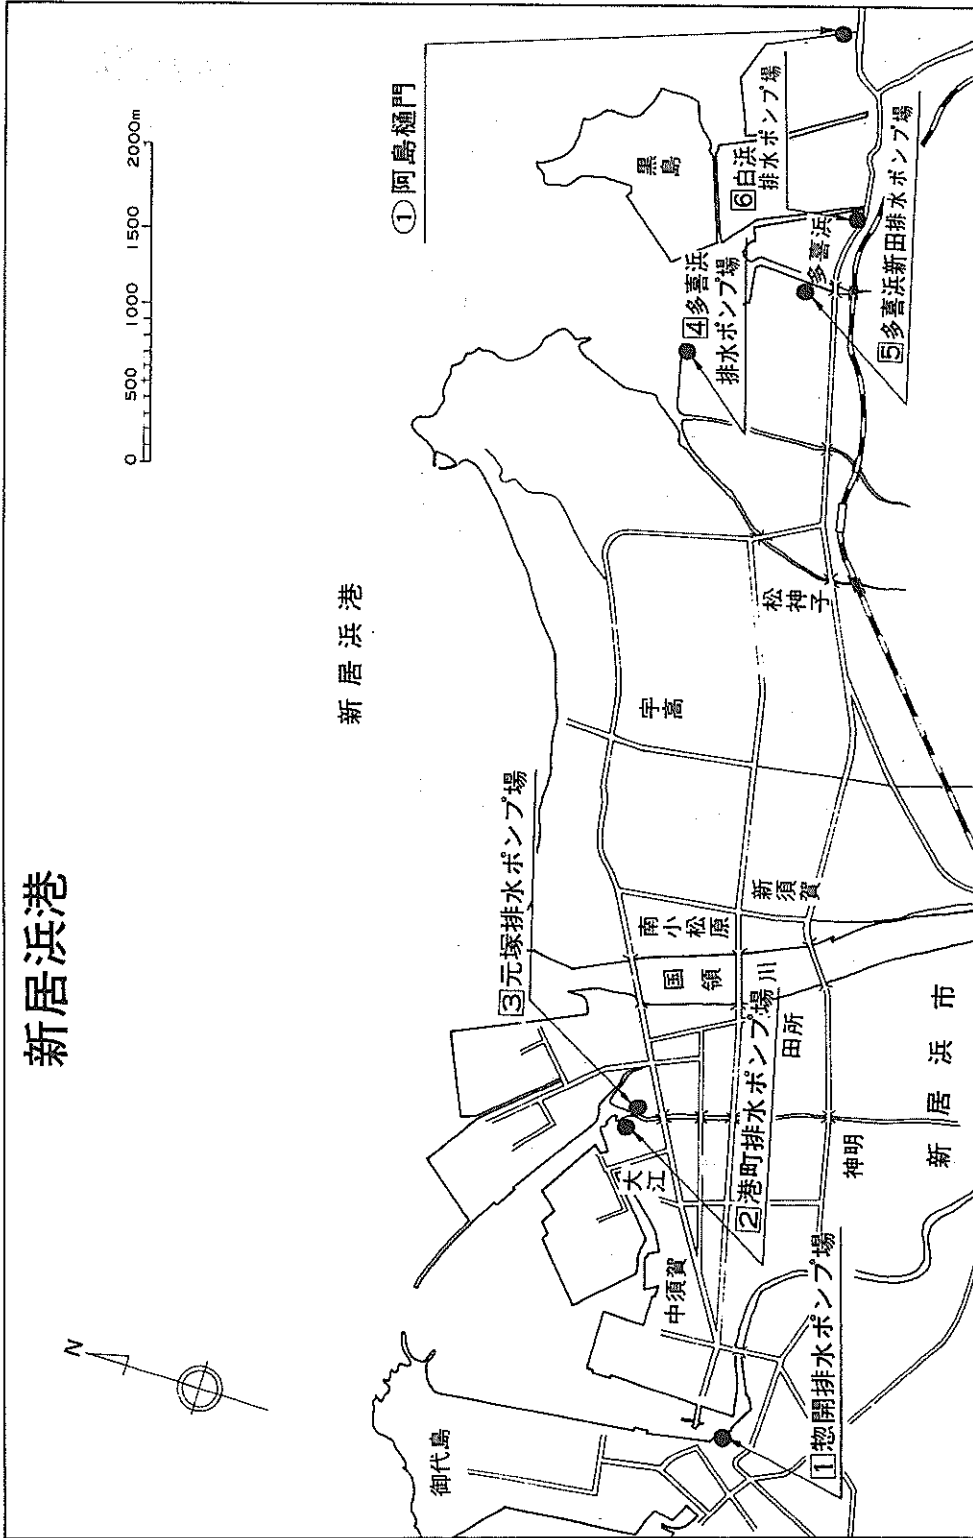 新居浜港
N
0 500 1000 1500 2000m
新居浜港
①阿島樋門
御代島
1惣開排水ポンプ場
中須賀
大江
2港町排水ポンプ場
3元塚排水ポンプ場
神明
田所
国領川
南小松原
新須賀
新居浜市
宇高
松神子
4多喜浜
排水ポンプ場
多喜浜
5多喜浜新田排水ポンプ場
6白浜
排水ポンプ場
黒島